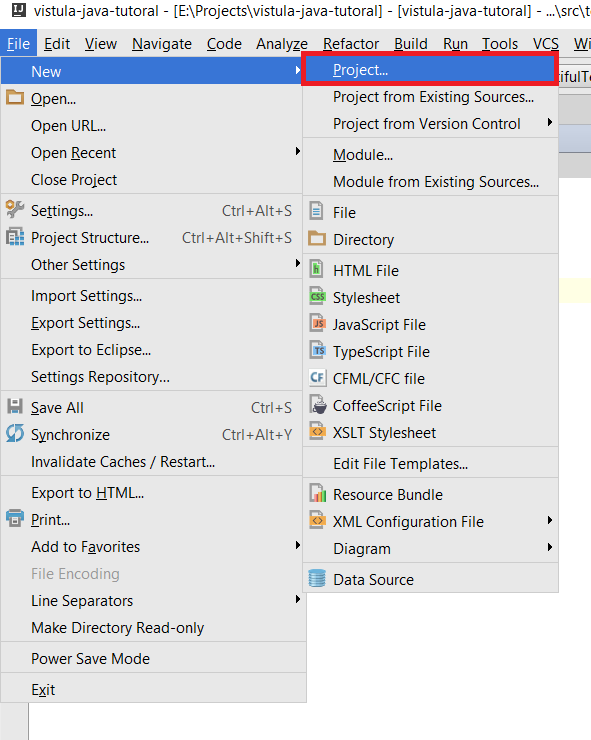 vistula-java-tutoral - [E:\Projects\vistula-java-tutoral] - [vistula-java-tutoral] - ...\src\t
File Edit View Navigate Code Analyze Refactor Build Run Tools VCS
New
Open...
Open URL...
Open Recent
Close Project
Settings... Ctrl+Alt+S
Project Structure... Ctrl+Alt+Shift+S
Other Settings
Import Settings...
Export Settings...
Export to Eclipse...
Settings Repository...
Save All Ctrl+S
Synchronize Ctrl+Alt+Y
Invalidate Caches / Restart...
Export to HTML...
Print...
Add to Favorites
File Encoding
Line Separators
Make Directory Read-only
Power Save Mode
Exit
Project...
Project from Existing Sources...
Project from Version Control
Module...
Module from Existing Sources...
File
Directory
HTML File
CSS Stylesheet
JS JavaScript File
TS TypeScript File
CF CFML/CFC file
CoffeeScript File
XSLT Stylesheet
Edit File Templates...
Resource Bundle
XML Configuration File
Diagram
Data Source